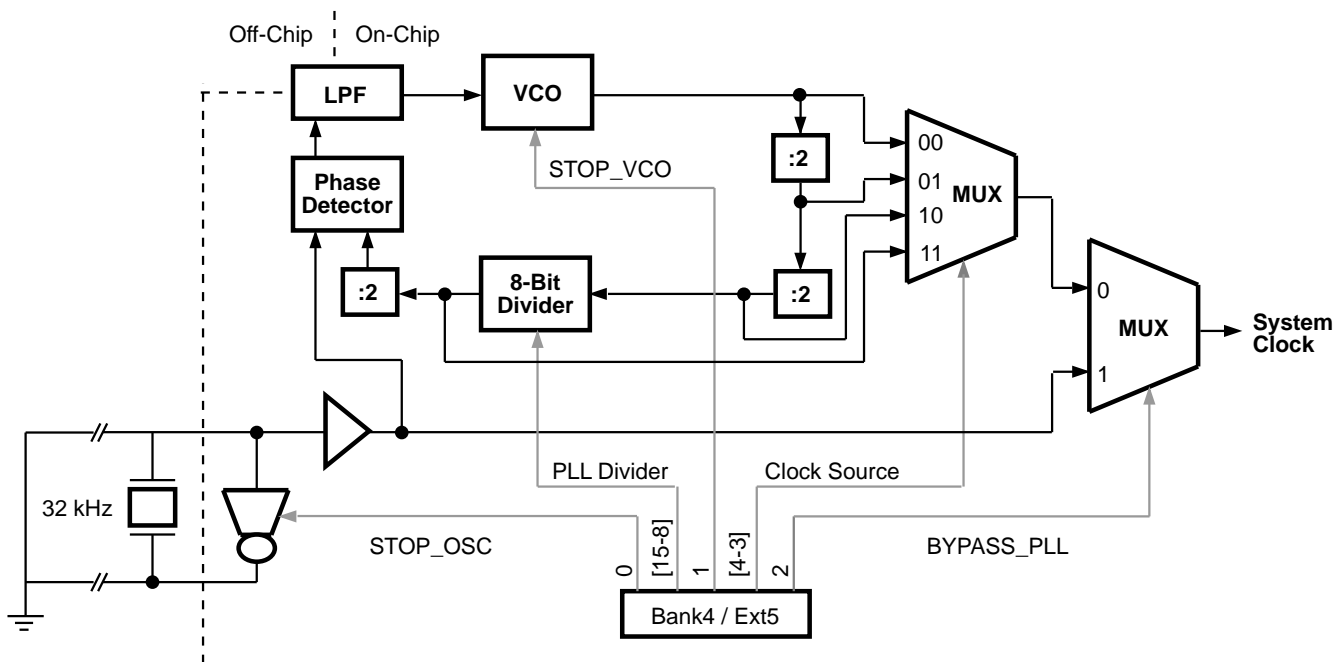 Off-Chip
On-Chip
LPF
VCO
:2
00
01
10
11
MUX
STOP_VCO
Phase
Detector
:2
8-Bit
Divider
:2
0
MUX
1
System
Clock
32 kHz
PLL Divider
Clock Source
STOP_OSC
BYPASS_PLL
0
[15-8]
1
[4-3]
2
Bank4 / Ext5